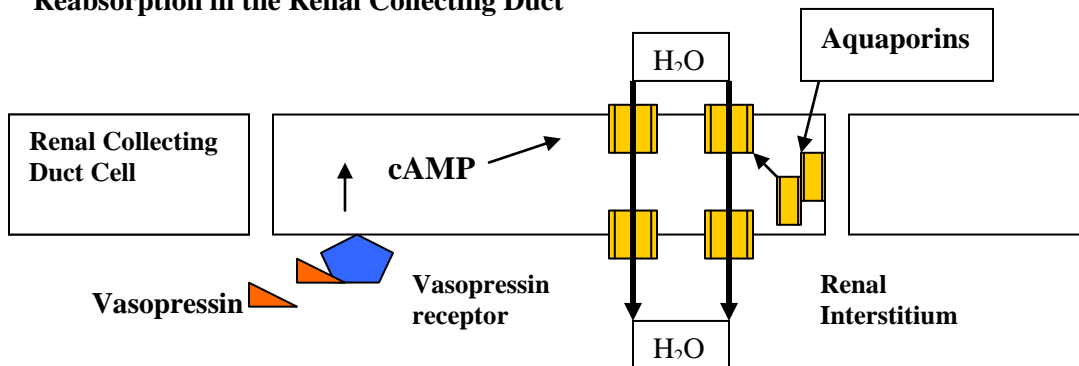 Reabsorption in the Renal Collecting Duct
Aquaporins
H₂O
Renal Collecting
Duct Cell
cAMP
Vasopressin
Vasopressin
receptor
Renal
Interstitium
H₂O